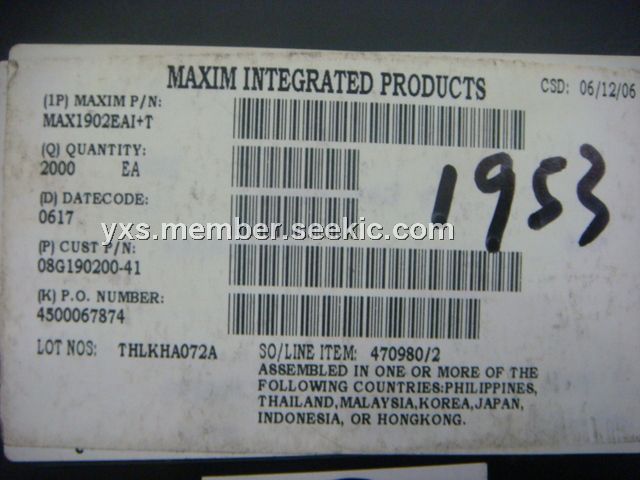 MAXIM INTEGRATED PRODUCTS
CSD: 06/12/06
(1P) MAXIM P/N:
MAX1902EAI+T
(Q) QUANTITY:
2000 EA
(D) DATECODE:
0617
1953
yxs.member.seekic.com
(P) CUST P/N:
08G190200-41
(K) P.O. NUMBER:
4500067874
LOT NOS: THLKHA072A SO/LINE ITEM: 470980/2
ASSEMBLED IN ONE OR MORE OF THE
FOLLOWING COUNTRIES:PHILIPPINES,
THAILAND,MALAYSIA,KOREA,JAPAN,
INDONESIA, OR HONGKONG.